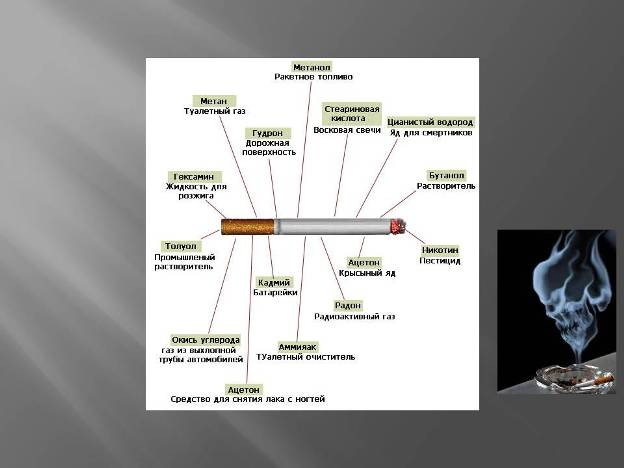 Метанол
Ракетное топливо
Метан
Туалетный газ
Стеариновая
кислота
Восковая свечи
Цианистый водород
Яд для смертников
Гудрон
Дорожная
поверхность
Гексамин
Жидкость для
розжига
Бутанол
Растворитель
Толуол
Промышленый
растворитель
Никотин
Пестицид
Ацетон
Крысиный яд
Кадмий
Батарейки
Радон
Радиоактивный газ
Окись углерода
газ из выхлопной
трубы автомобилей
Аммияак
ТУалетный очиститель
Ацетон
Средство для снятия лака с ногтей